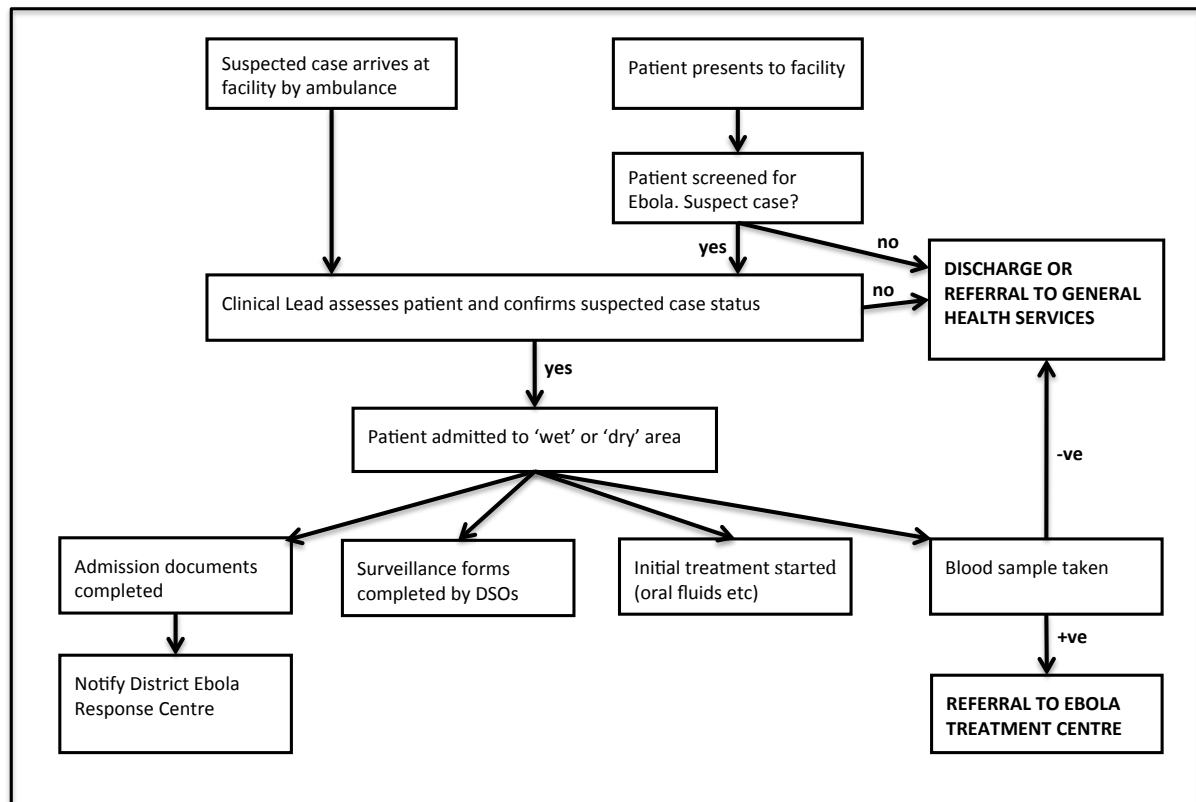 Suspected case arrives at
facility by ambulance
Patient presents to facility
Patient screened for
Ebola. Suspect case?
yes
no
Clinical Lead assesses patient and confirms suspected case status
no
DISCHARGE OR
REFERRAL TO GENERAL
HEALTH SERVICES
yes
Patient admitted to ‘wet’ or ‘dry’ area
-ve
Admission documents
completed
Surveillance forms
completed by DSOs
Initial treatment started
(oral fluids etc)
Blood sample taken
+ve
Notify District Ebola
Response Centre
REFERRAL TO EBOLA
TREATMENT CENTRE